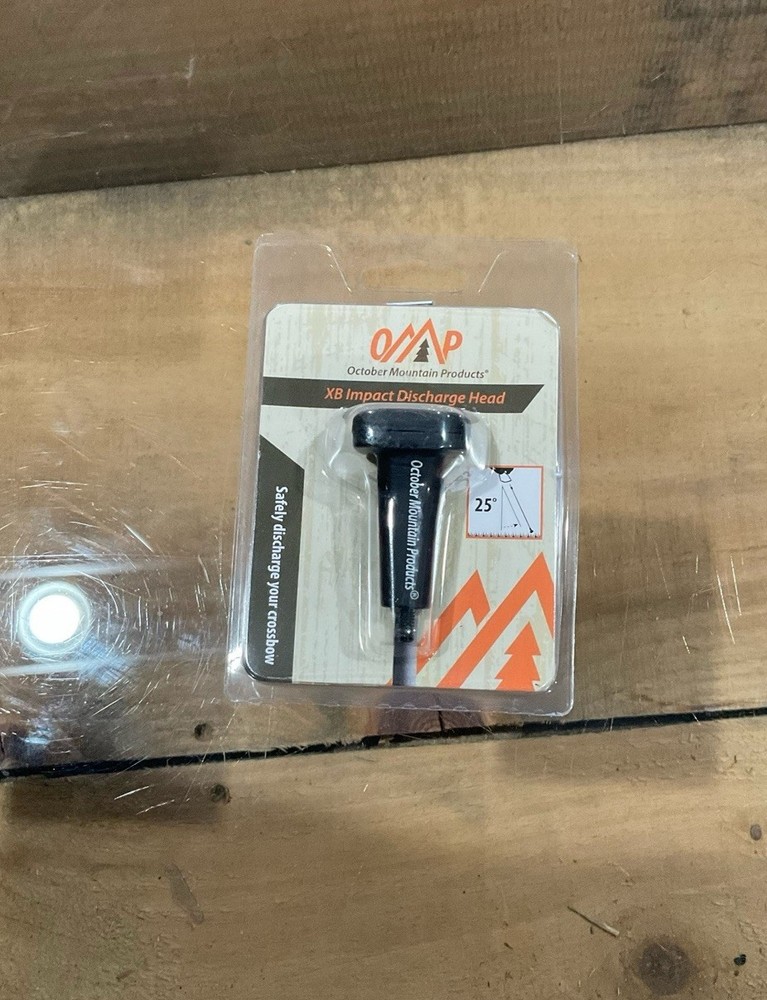 OMP
October Mountain Products®
XB Impact Discharge Head
October Mountain Products®
25°
Safely discharge your crossbow